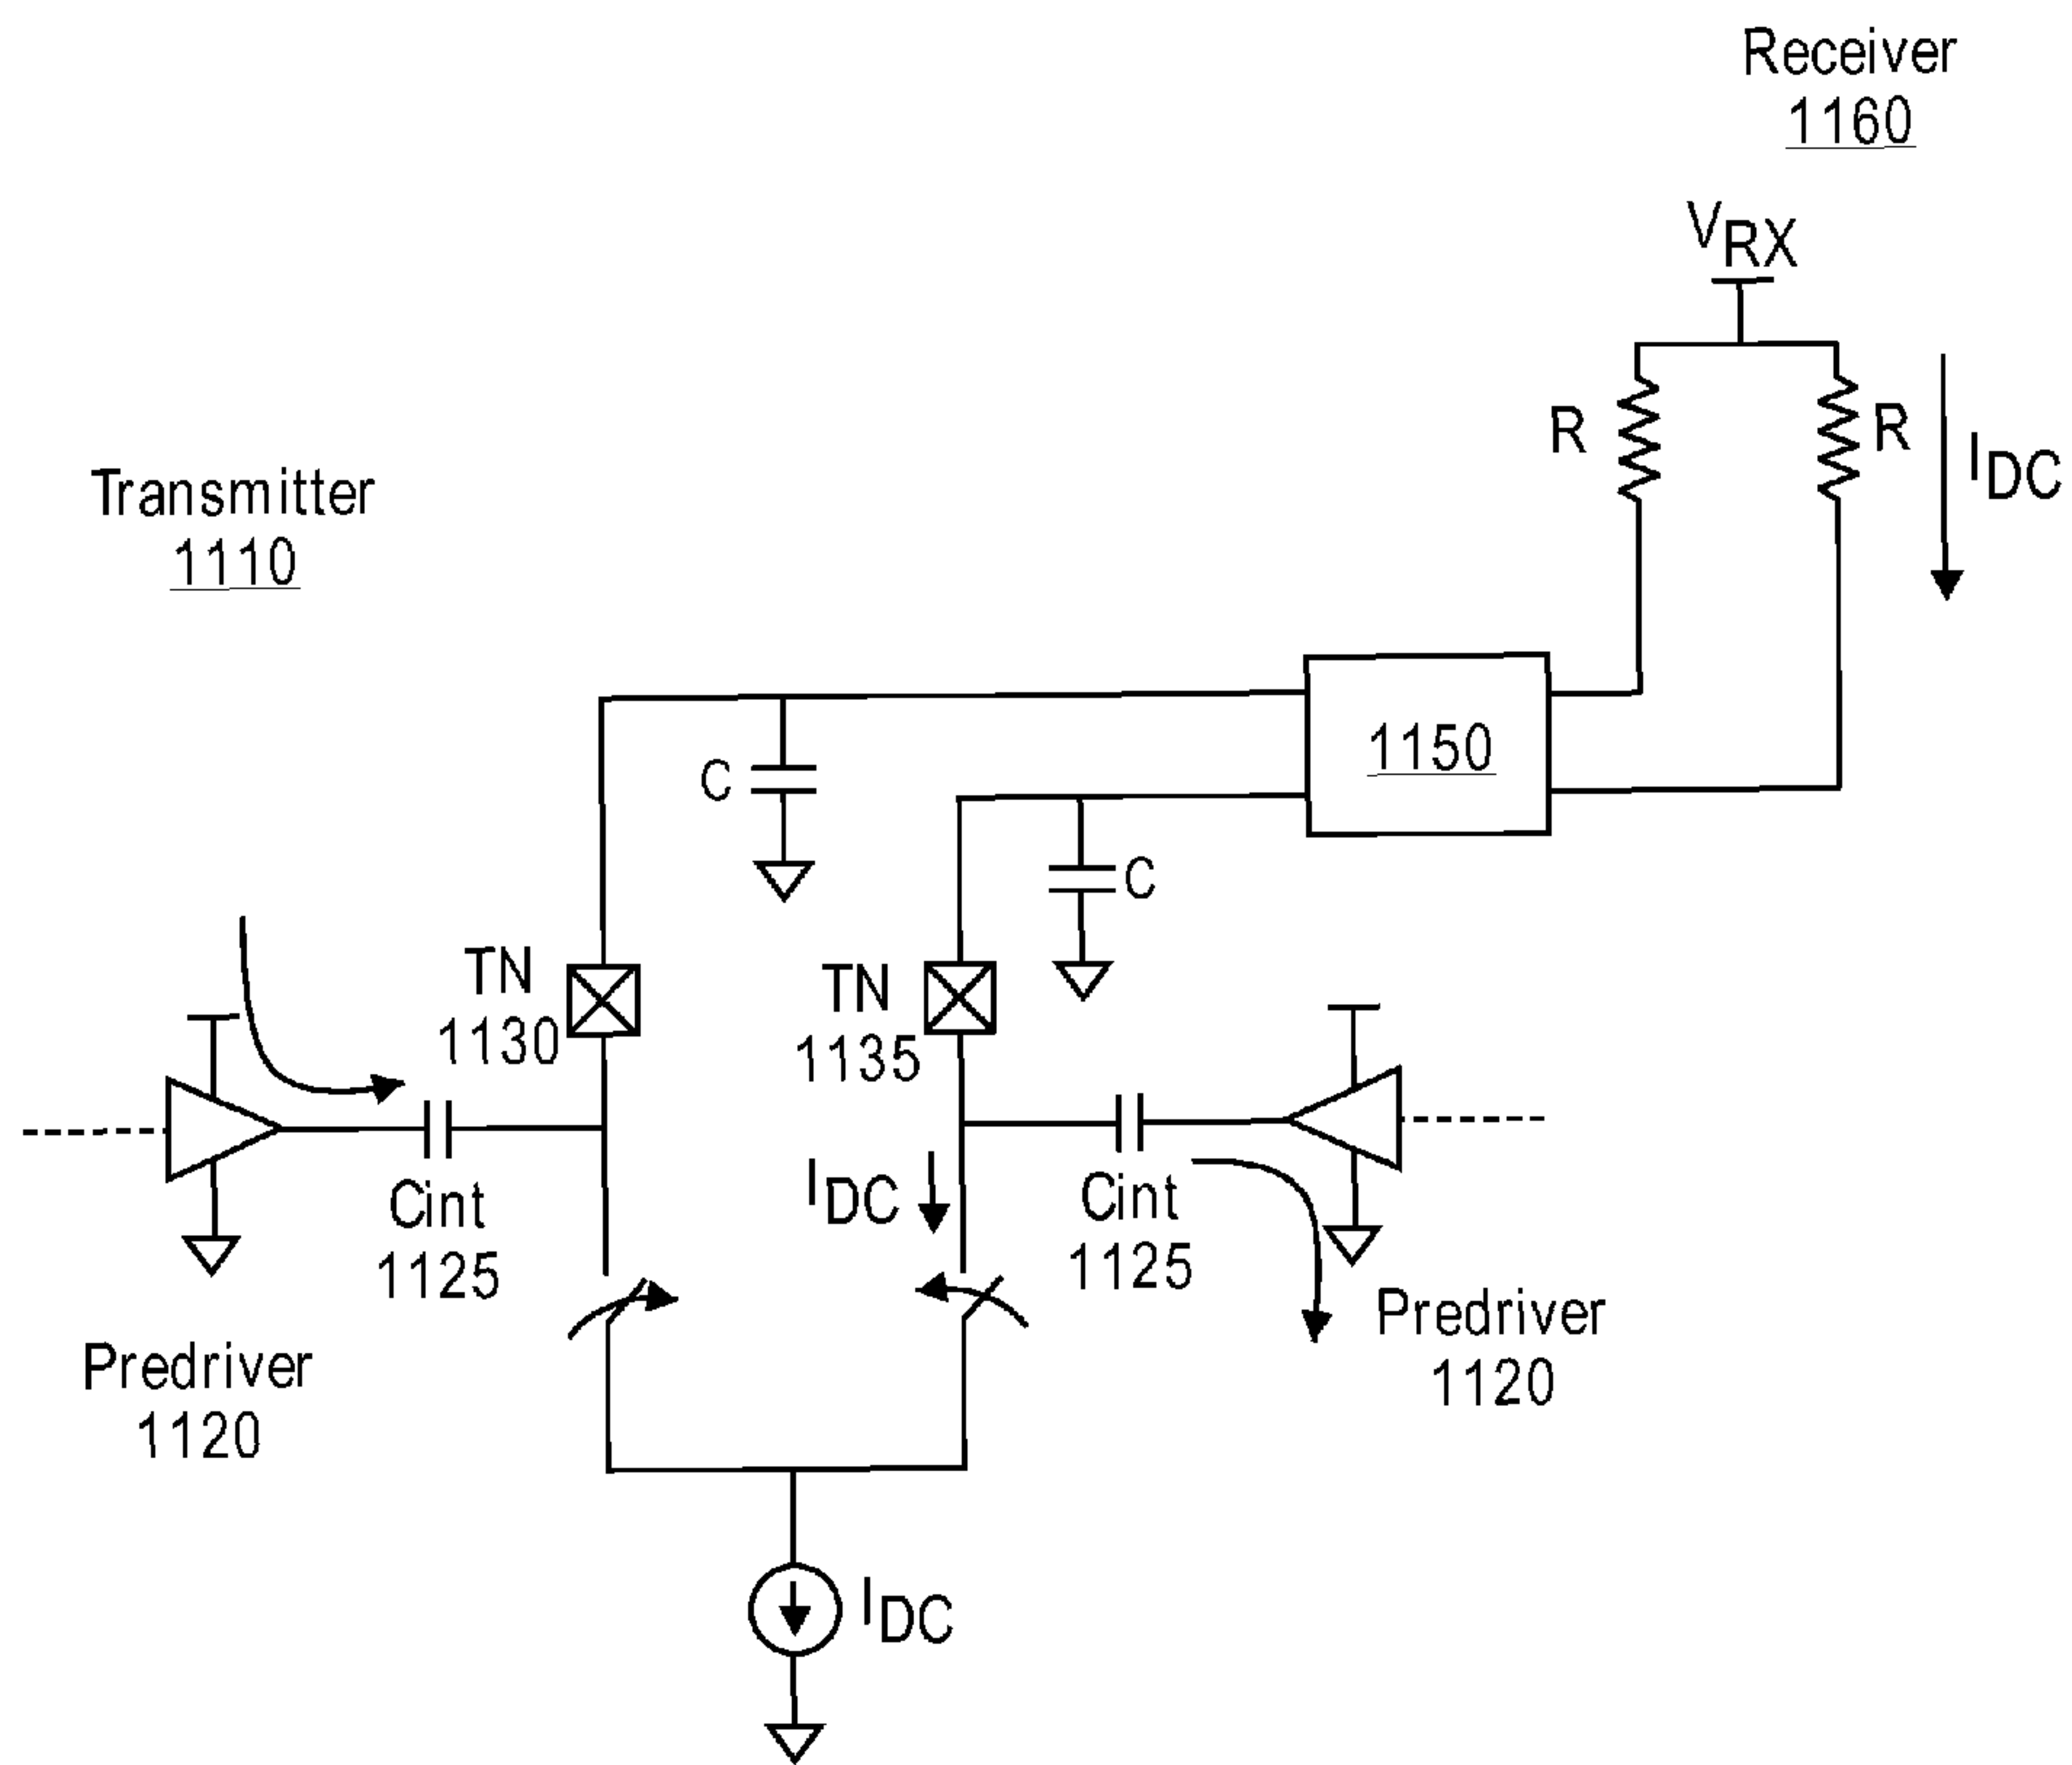 Receiver
1160
VRX
R
R
IDC
Transmitter
1110
1150
C
C
TN
1130
TN
1135
Cint
1125
IDC
Cint
1125
Predriver
1120
Predriver
1120
IDC